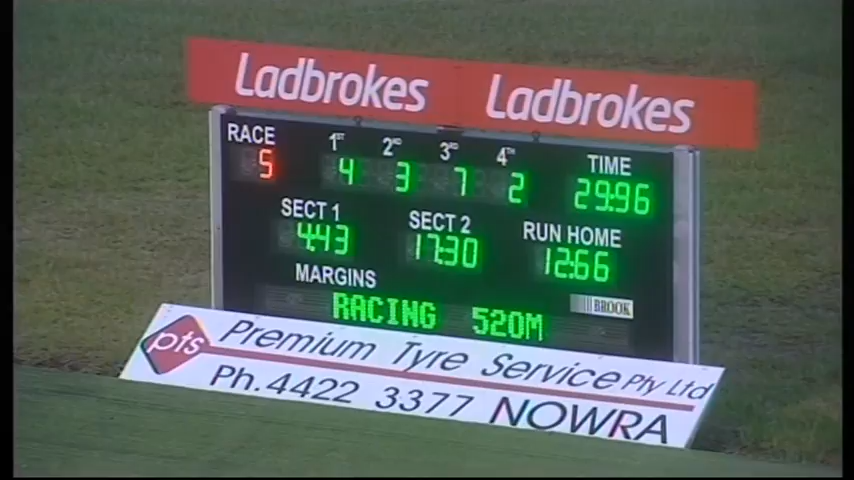 Ladbrokes Ladbrokes
RACE 1ST 2ND 3RD 4TH TIME
5 4 3 7 2 29:96
SECT 1 SECT 2 RUN HOME
4:43 17:30 12:66
MARGINS
BROOK
RACING 520M
pts Premium Tyre Service Pty Ltd
Ph.4422 3377 NOWRA